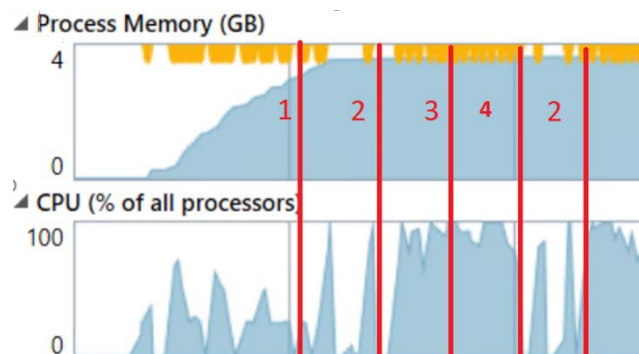 Process Memory (GB)
4
0
1 2 3 4 2
CPU (% of all processors)
100
0